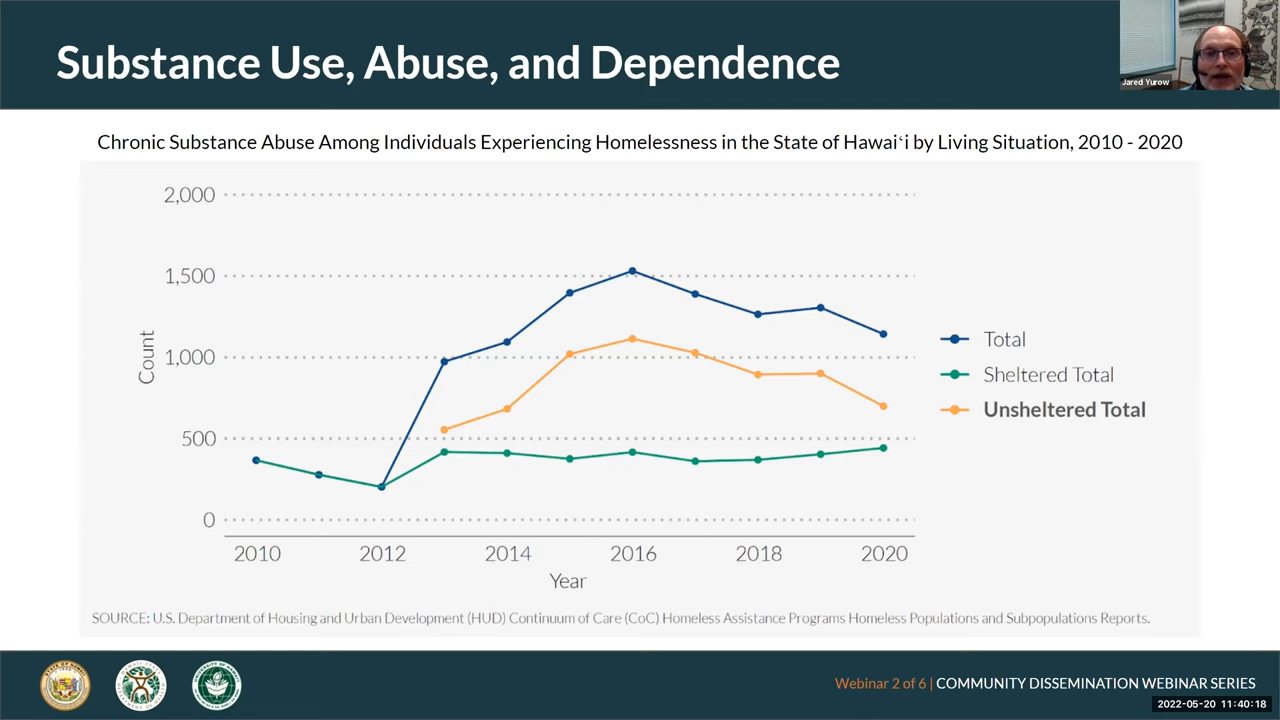 Substance Use, Abuse, and Dependence
Jared Yurow
Chronic Substance Abuse Among Individuals Experiencing Homelessness in the State of Hawaiʻi by Living Situation, 2010 - 2020
2,000
1,500
1,000
500
0
Count
2010 2012 2014 2016 2018 2020
Year
Total
Sheltered Total
Unsheltered Total
SOURCE: U.S. Department of Housing and Urban Development (HUD) Continuum of Care (CoC) Homeless Assistance Programs Homeless Populations and Subpopulations Reports.
Webinar 2 of 6 | COMMUNITY DISSEMINATION WEBINAR SERIES
2022-05-20 11:40:18